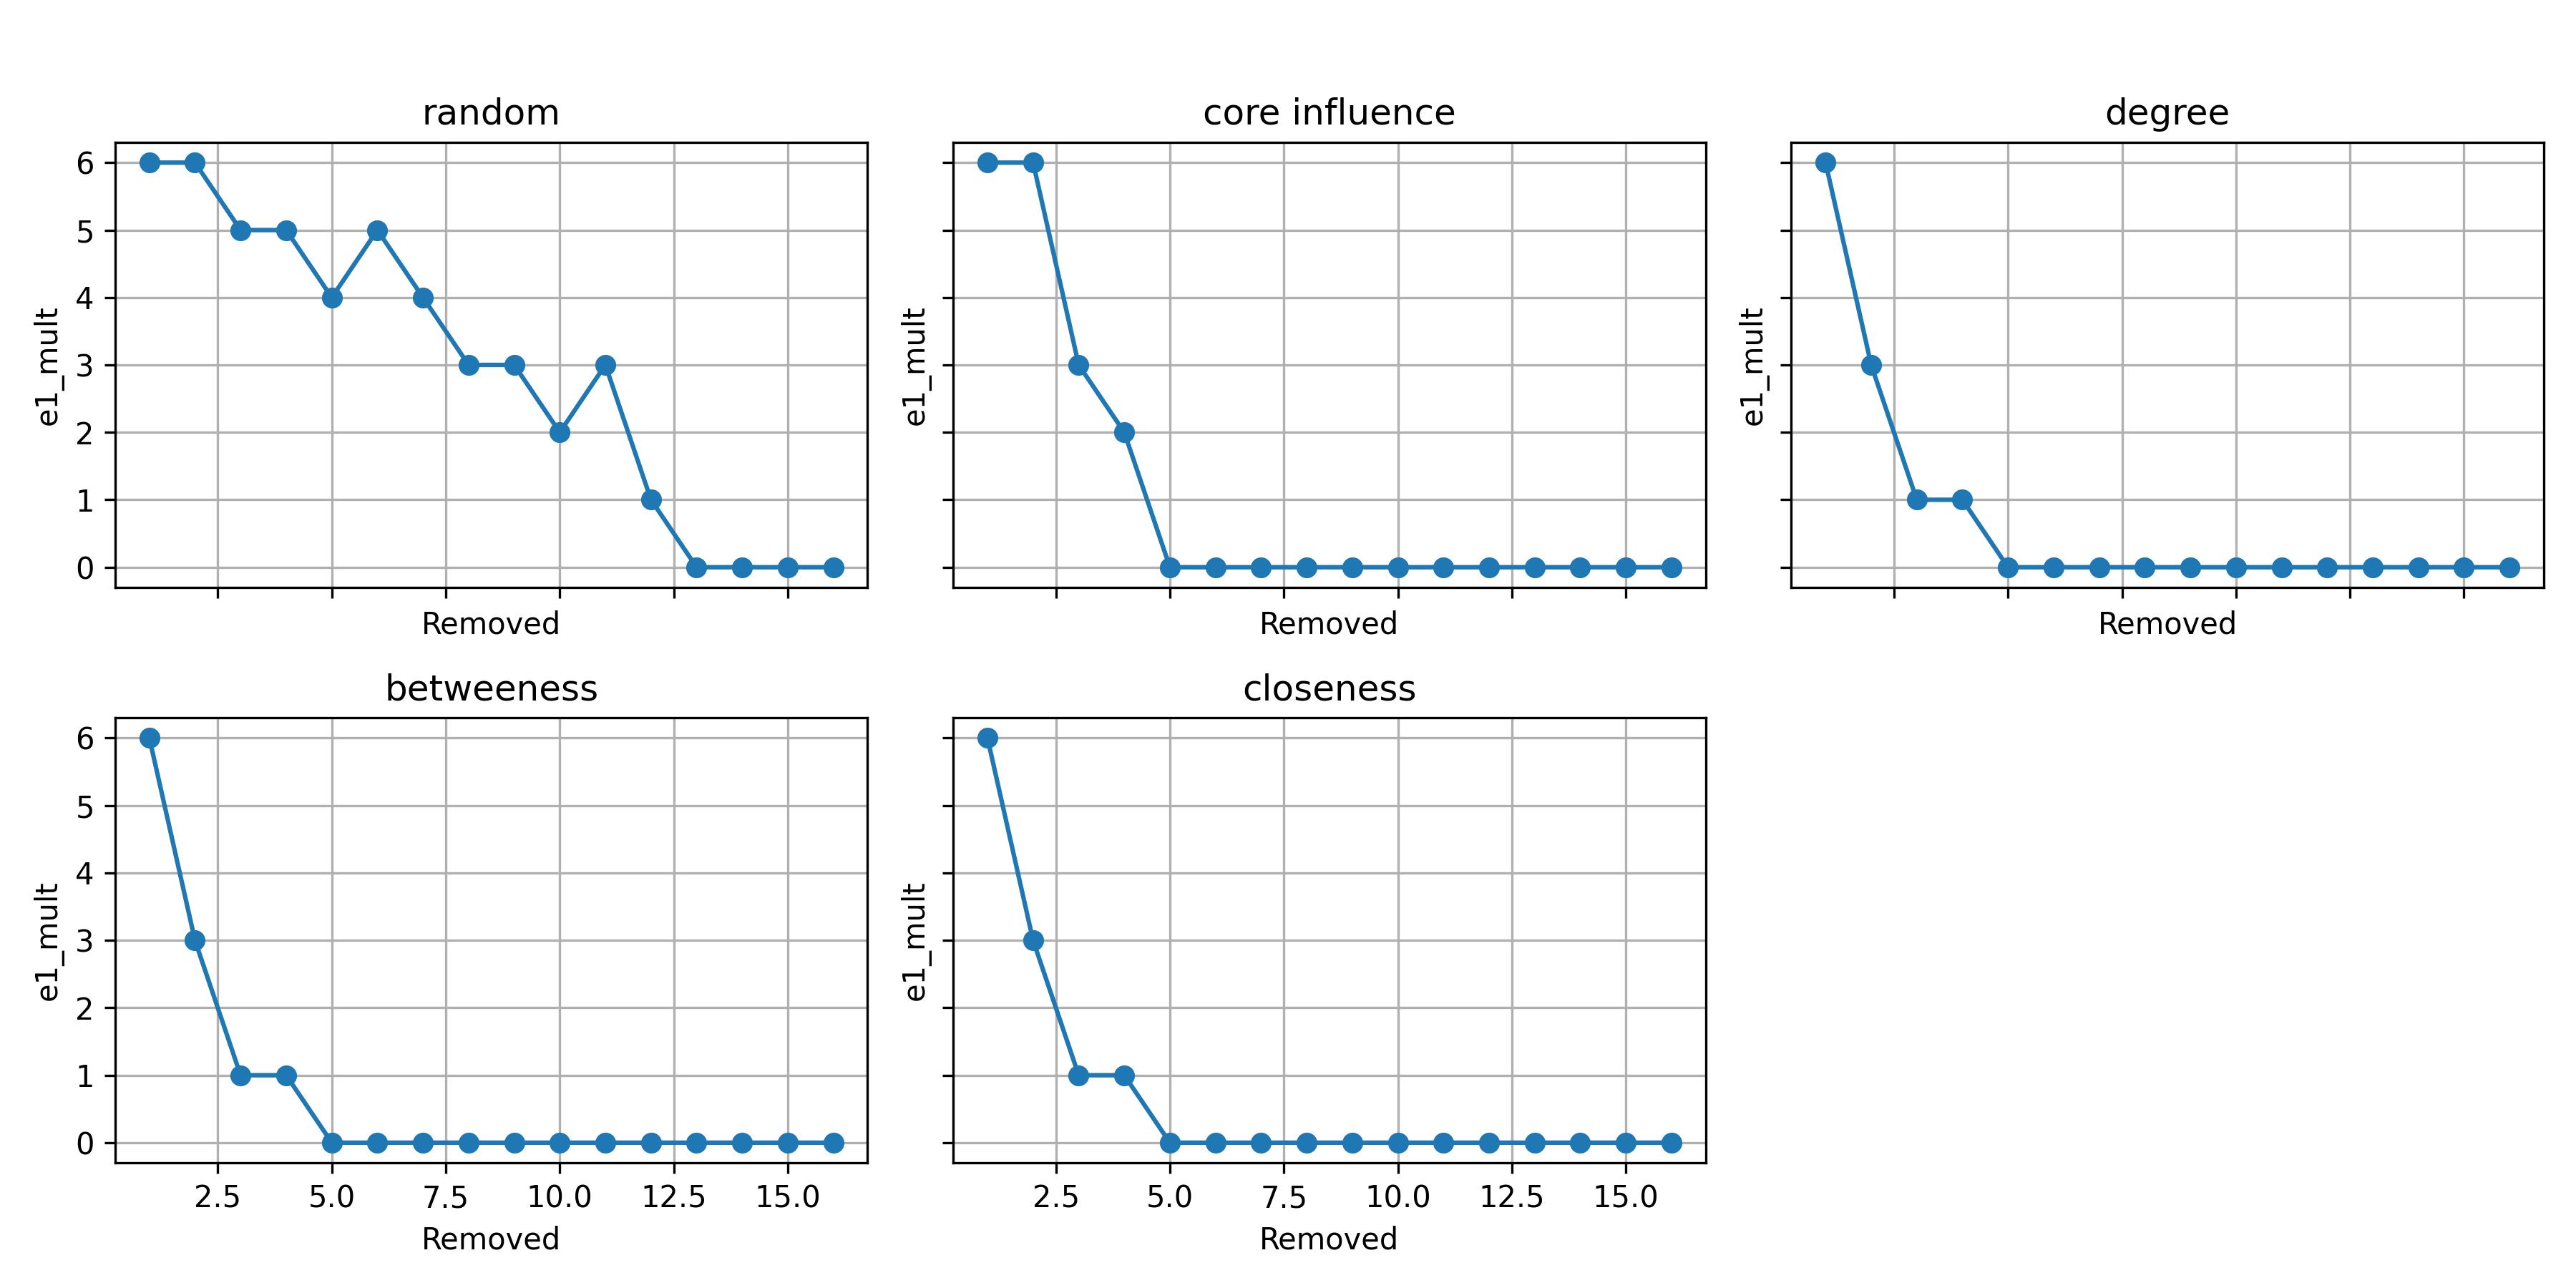 random
core influence
degree
6
5
4
3
2
1
0
e1_mult
e1_mult
e1_mult
Removed
Removed
Removed
betweeness
closeness
6
5
4
3
2
1
0
e1_mult
e1_mult
2.5 5.0 7.5 10.0 12.5 15.0
2.5 5.0 7.5 10.0 12.5 15.0
Removed
Removed